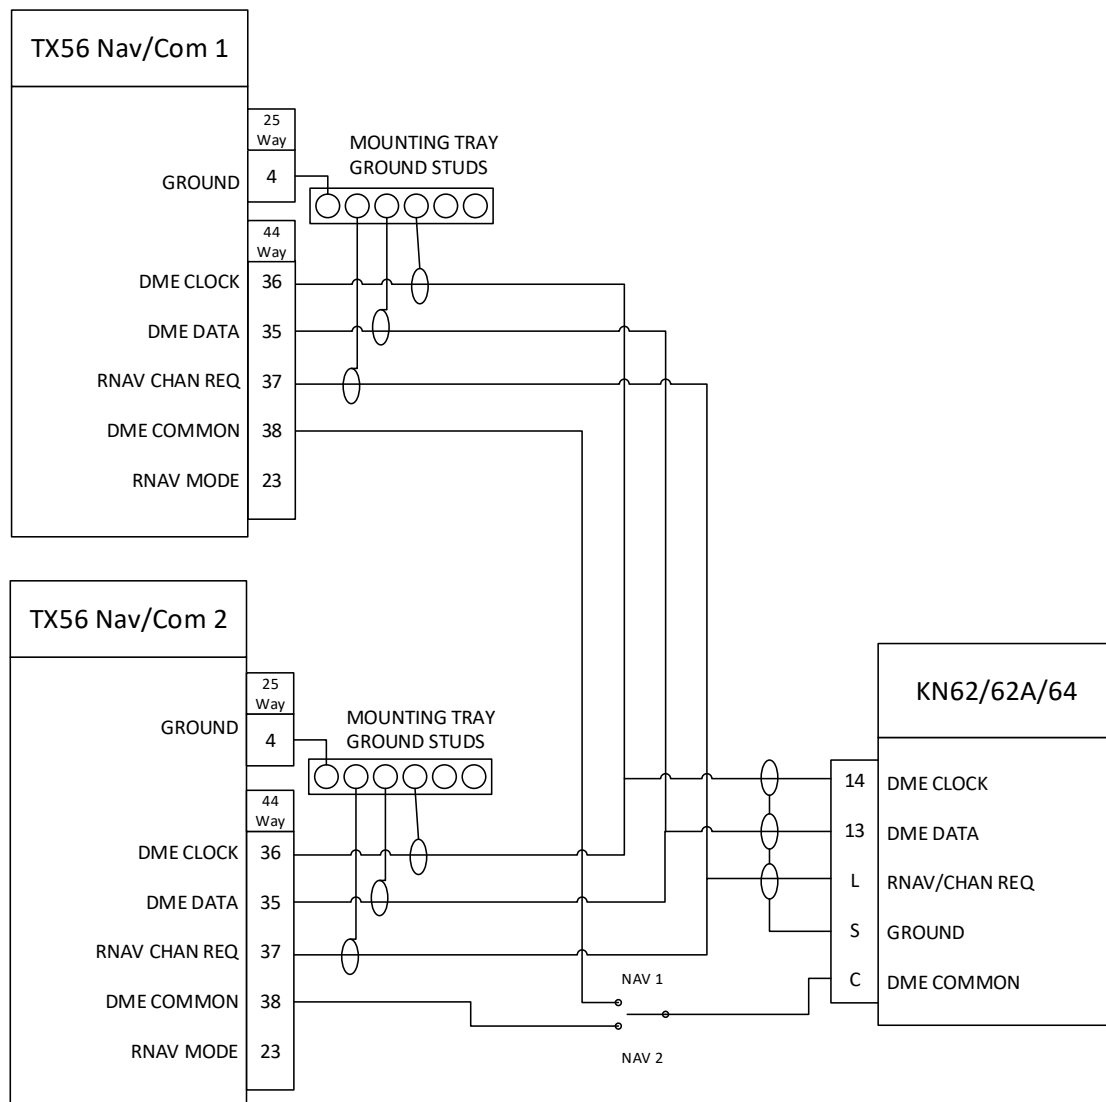 TX56 Nav/Com 1
25
Way
MOUNTING TRAY
GROUND STUDS
GROUND
4
44
Way
DME CLOCK
36
DME DATA
35
RNAV CHAN REQ
37
DME COMMON
38
RNAV MODE
23
TX56 Nav/Com 2
25
Way
MOUNTING TRAY
GROUND STUDS
GROUND
4
44
Way
DME CLOCK
36
DME DATA
35
RNAV CHAN REQ
37
DME COMMON
38
RNAV MODE
23
NAV 1
NAV 2
KN62/62A/64
14
DME CLOCK
13
DME DATA
L
RNAV/CHAN REQ
S
GROUND
C
DME COMMON